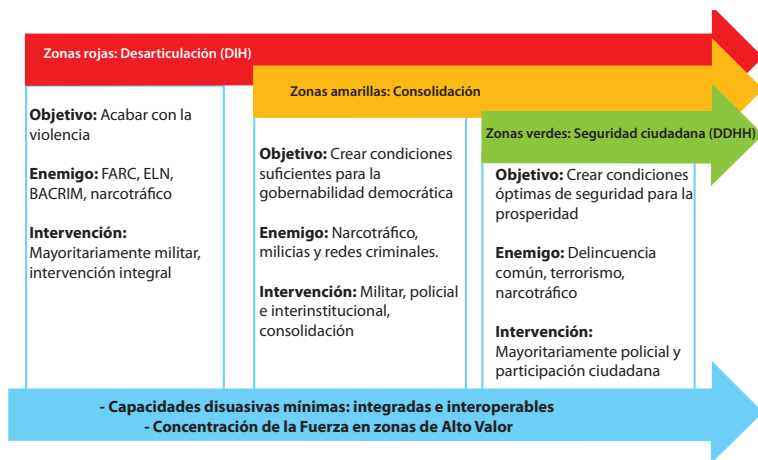 Zonas rojas: Desarticulación (DIH)
Objetivo: Acabar con la
violencia
Enemigo: FARC, ELN,
BACRIM, narcotráfico
Intervención:
Mayoritariamente militar,
intervención integral
Zonas amarillas: Consolidación
Objetivo: Crear condiciones
suficientes para la
gobernabilidad democrática
Enemigo: Narcotráfico,
milicias y redes criminales.
Intervención: Militar, policial
e interinstitucional,
consolidación
Zonas verdes: Seguridad ciudadana (DDHH)
Objetivo: Crear condiciones
óptimas de seguridad para la
prosperidad
Enemigo: Delincuencia
común, terrorismo,
narcotráfico
Intervención:
Mayoritariamente policial y
participación ciudadana
- Capacidades disuasivas mínimas: integradas e interoperables
- Concentración de la Fuerza en zonas de Alto Valor